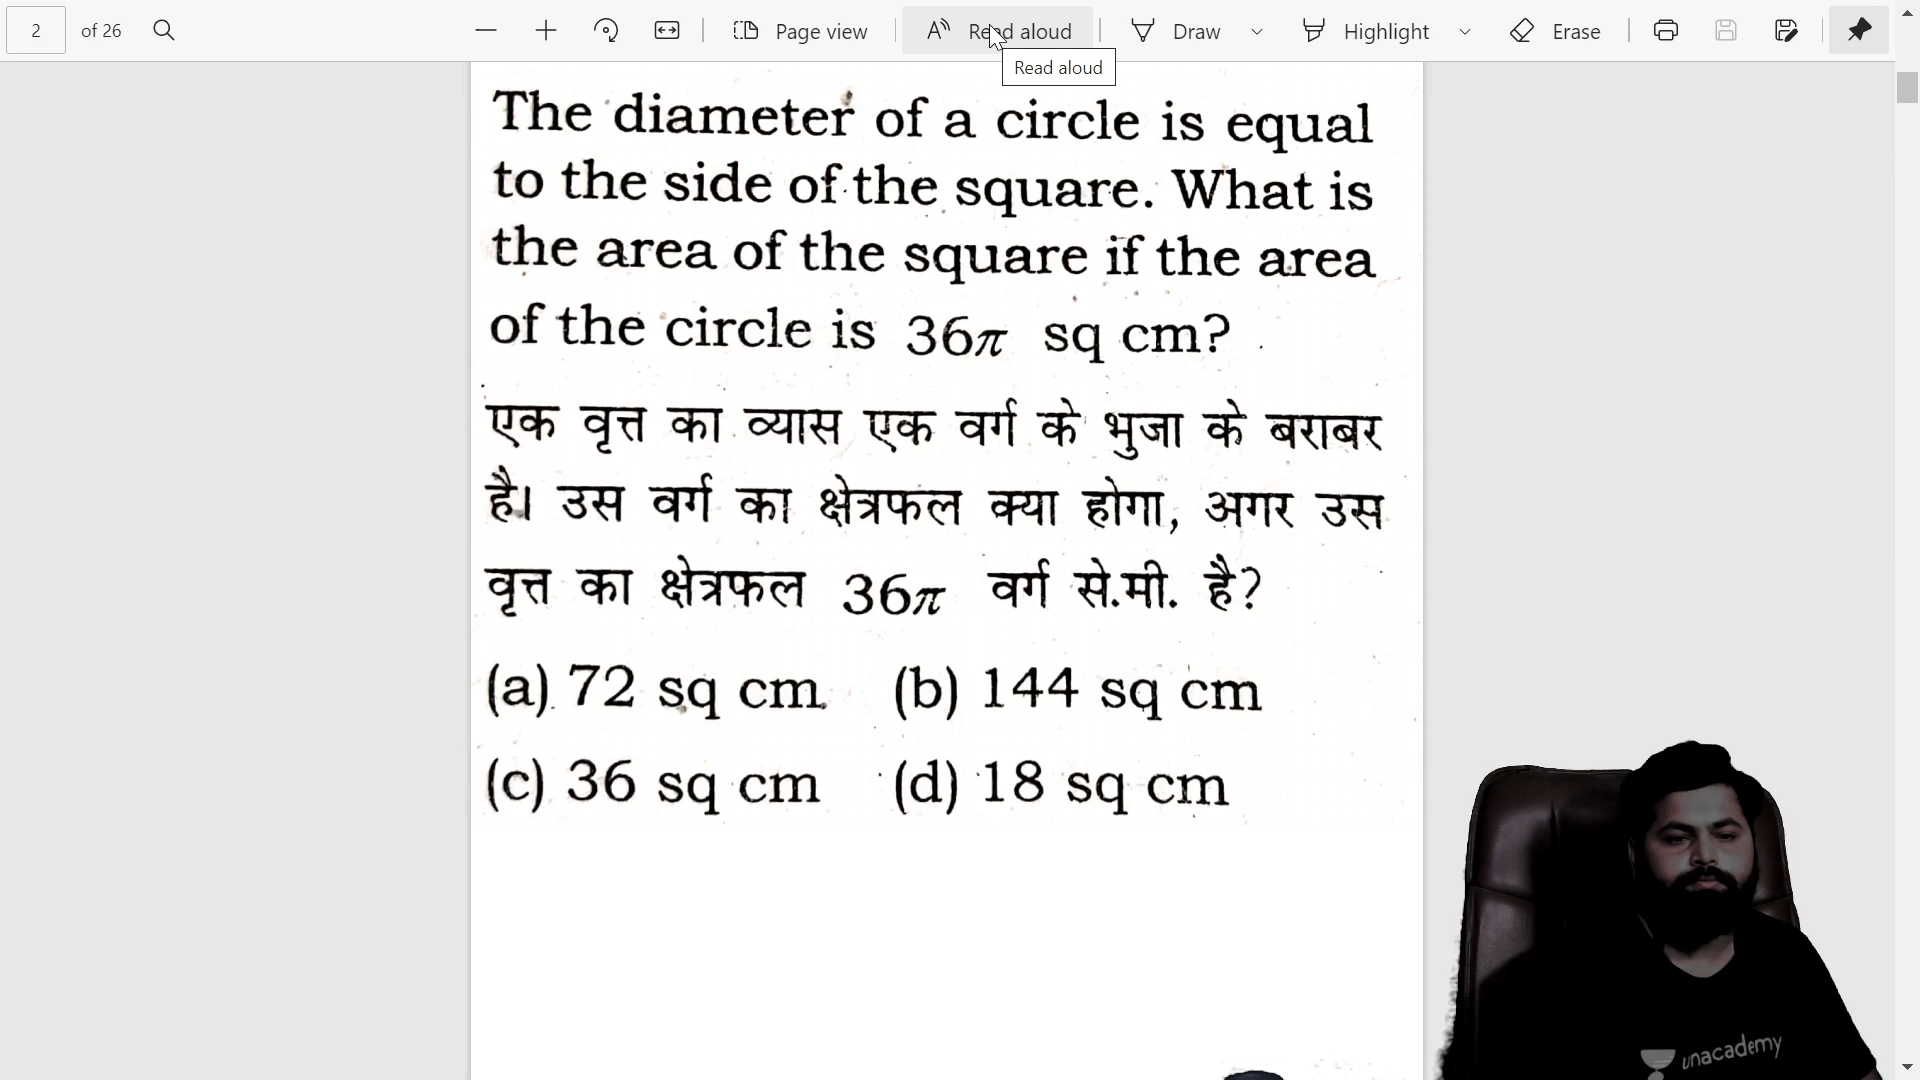 2 of 26 Page view Read aloud Draw Highlight Erase
Read aloud
The diameter of a circle is equal
to the side of the square. What is
the area of the square if the area
of the circle is 36π sq cm?
एक वृत्त का व्यास एक वर्ग के भुजा के बराबर
है। उस वर्ग का क्षेत्रफल क्या होगा, अगर उस
वृत्त का क्षेत्रफल 36π वर्ग से.मी. है?
(a) 72 sq cm (b) 144 sq cm
(c) 36 sq cm (d) 18 sq cm
unacademy